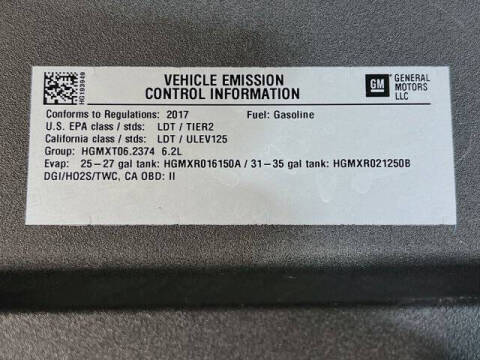 VEHICLE EMISSION
CONTROL INFORMATION
GM
GENERAL
MOTORS
LLC
Conforms to Regulations: 2017 Fuel: Gasoline
U.S. EPA class / stds: LDT / TIER2
California class / stds: LDT / ULEV125
Group: HGMXT06.2374 6.2L
Evap: 25-27 gal tank: HGMXR016150A / 31-35 gal tank: HGMXR021250B
DGI/HO2S/TWC, CA OBD: II